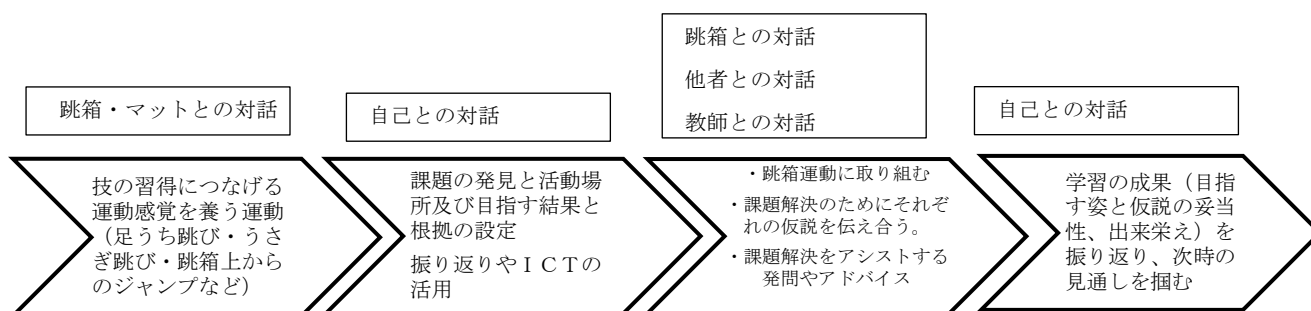 跳箱・マットとの対話
技の習得につなげる
運動感覚を養う運動
（足うち跳び・うさ
ぎ跳び・跳箱上から
のジャンプなど）
自己との対話
課題の発見と活動場
所及び目指す結果と
根拠の設定
振り返りやＩＣＴの
活用
跳箱との対話
他者との対話
教師との対話
・跳箱運動に取り組む
・課題解決のためにそれぞ
れの仮説を伝え合う。
・課題解決をアシストする
発問やアドバイス
自己との対話
学習の成果（目指
す姿と仮説の妥当
性、出来栄え）を
振り返り、次時の
見通しを掴む